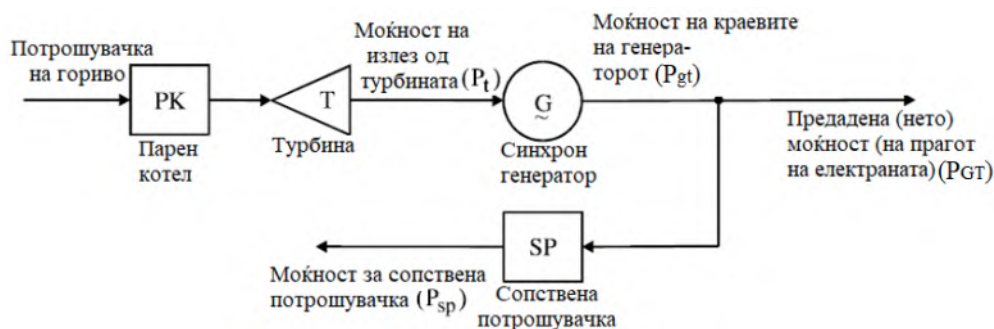 Потрошувачка
на гориво
РК
Парен
котел
Т
Турбина
Моќност на
излез од
турбината (Pt)
G
~
Синхрон
генератор
Моќност на краевите
на генера-
торот (Pgt)
Предадена (нето)
моќност (на прагот
на електраната) (PGT)
SP
Сопствена
потрошувачка
Моќност за сопствена
потрошувачка (Psp)